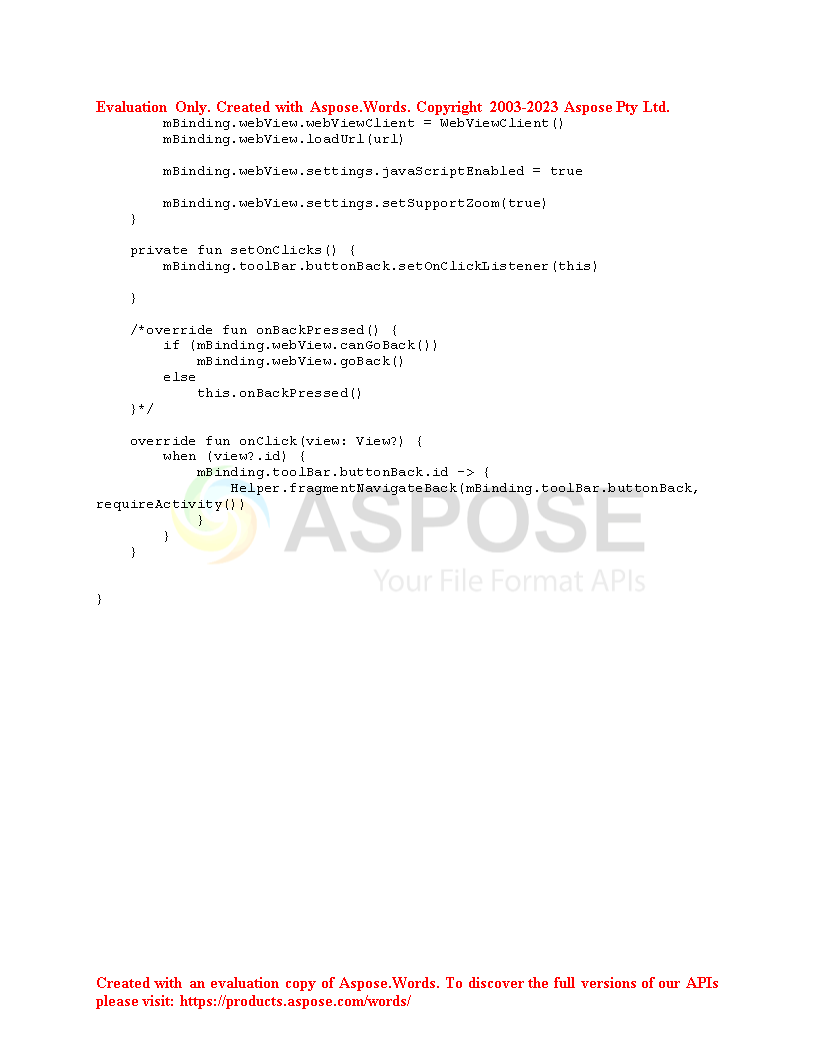 Evaluation Only. Created with Aspose.Words. Copyright 2003-2023 Aspose Pty Ltd.
        mBinding.webView.webViewClient = WebViewClient()
        mBinding.webView.loadUrl(url)

        mBinding.webView.settings.javaScriptEnabled = true

        mBinding.webView.settings.setSupportZoom(true)
    }

    private fun setOnClicks() {
        mBinding.toolBar.buttonBack.setOnClickListener(this)

    }

    /*override fun onBackPressed() {
        if (mBinding.webView.canGoBack())
            mBinding.webView.goBack()
        else
            this.onBackPressed()
    }*/

    override fun onClick(view: View?) {
        when (view?.id) {
            mBinding.toolBar.buttonBack.id -> {
                Helper.fragmentNavigateBack(mBinding.toolBar.buttonBack,
requireActivity())
            }
        }
    }
ASPOSE
Your File Format APIs
}
Created with an evaluation copy of Aspose.Words. To discover the full versions of our APIs
please visit: https://products.aspose.com/words/